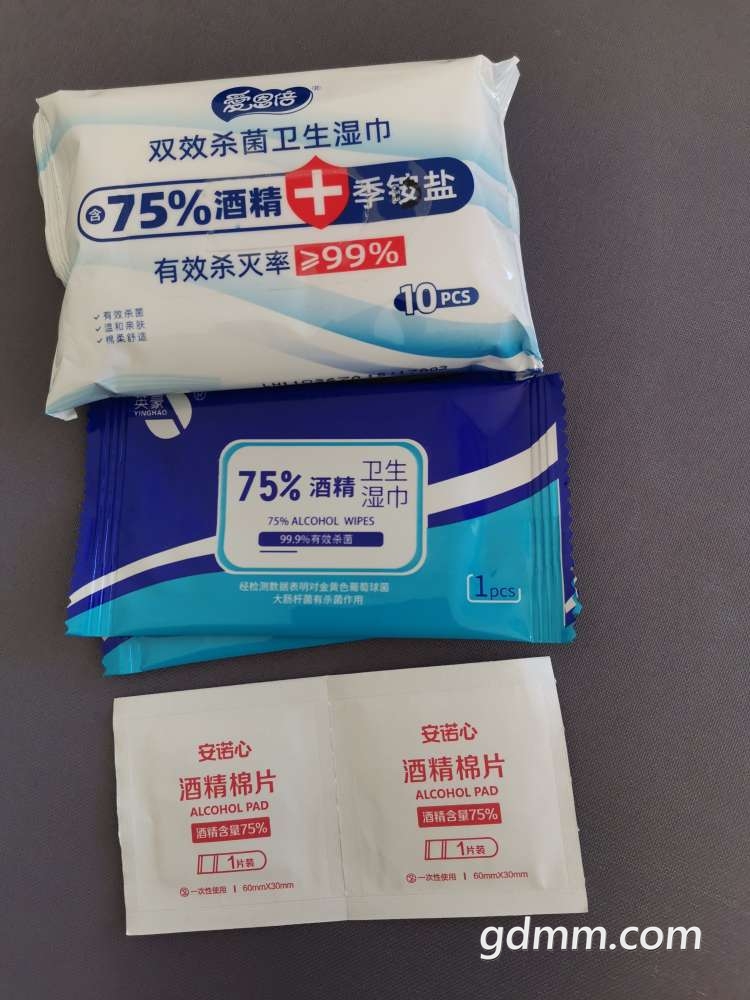 爱恩倍
双效杀菌卫生湿巾
含75%酒精+季铵盐
有效杀灭率 ≥99%
10PCS
✓有效杀菌
✓温和亲肤
✓棉柔舒适
英豪®
YINGHAO
75%酒精 卫生湿巾
75% ALCOHOL WIPES
99.9%有效杀菌
经检测数据表明对金黄色葡萄球菌
大肠杆菌有杀菌作用
1pcs
安诺心
酒精棉片
ALCOHOL PAD
酒精含量75%
1片装
一次性使用 | 60mmX30mm
安诺心
酒精棉片
ALCOHOL PAD
酒精含量75%
1片装
一次性使用 | 60mmX30mm
gdmm.com